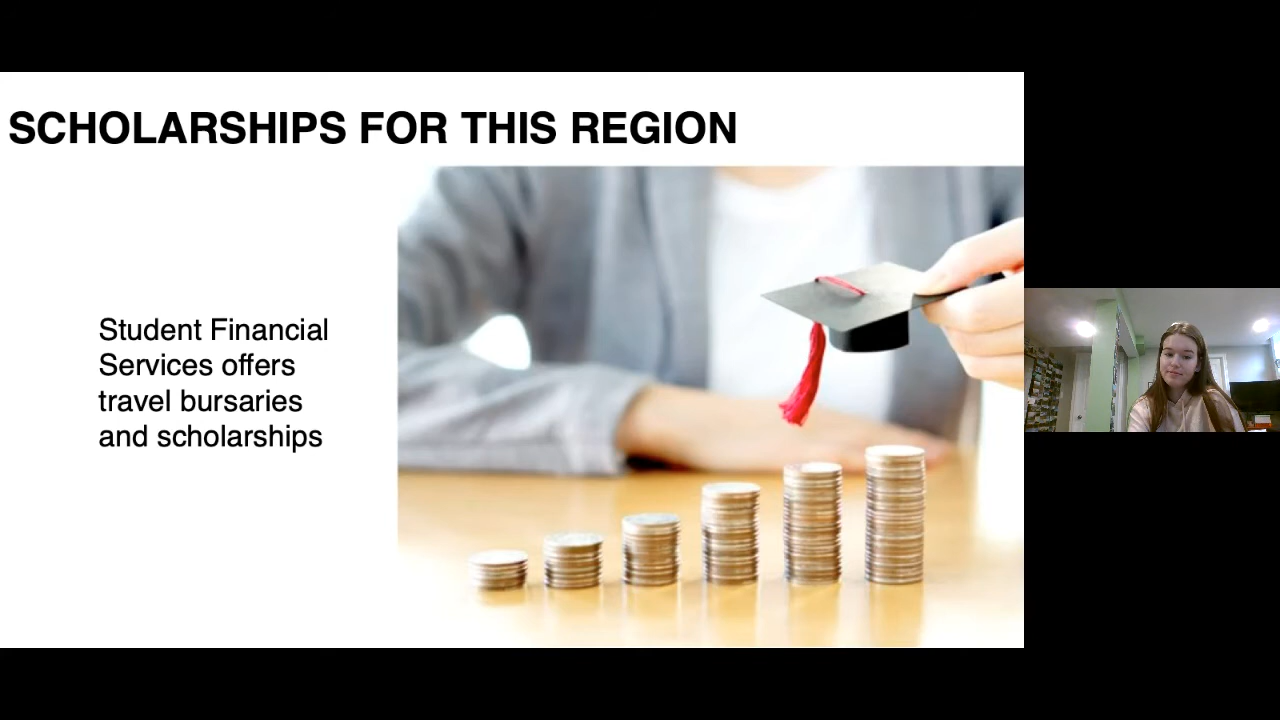 SCHOLARSHIPS FOR THIS REGION
Student Financial
Services offers
travel bursaries
and scholarships